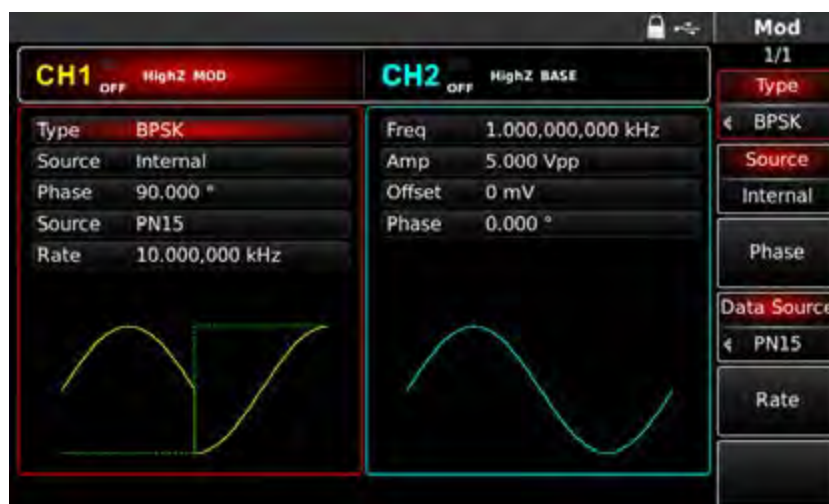 Mod
1/1
CH1 OFF HighZ MOD
CH2 OFF HighZ BASE
Type
BPSK
Source
Internal
Phase
Data Source
PN15
Rate
Type BPSK
Source Internal
Phase 90.000 °
Source PN15
Rate 10.000,000 kHz
Freq 1.000,000,000 kHz
Amp 5.000 Vpp
Offset 0 mV
Phase 0.000 °